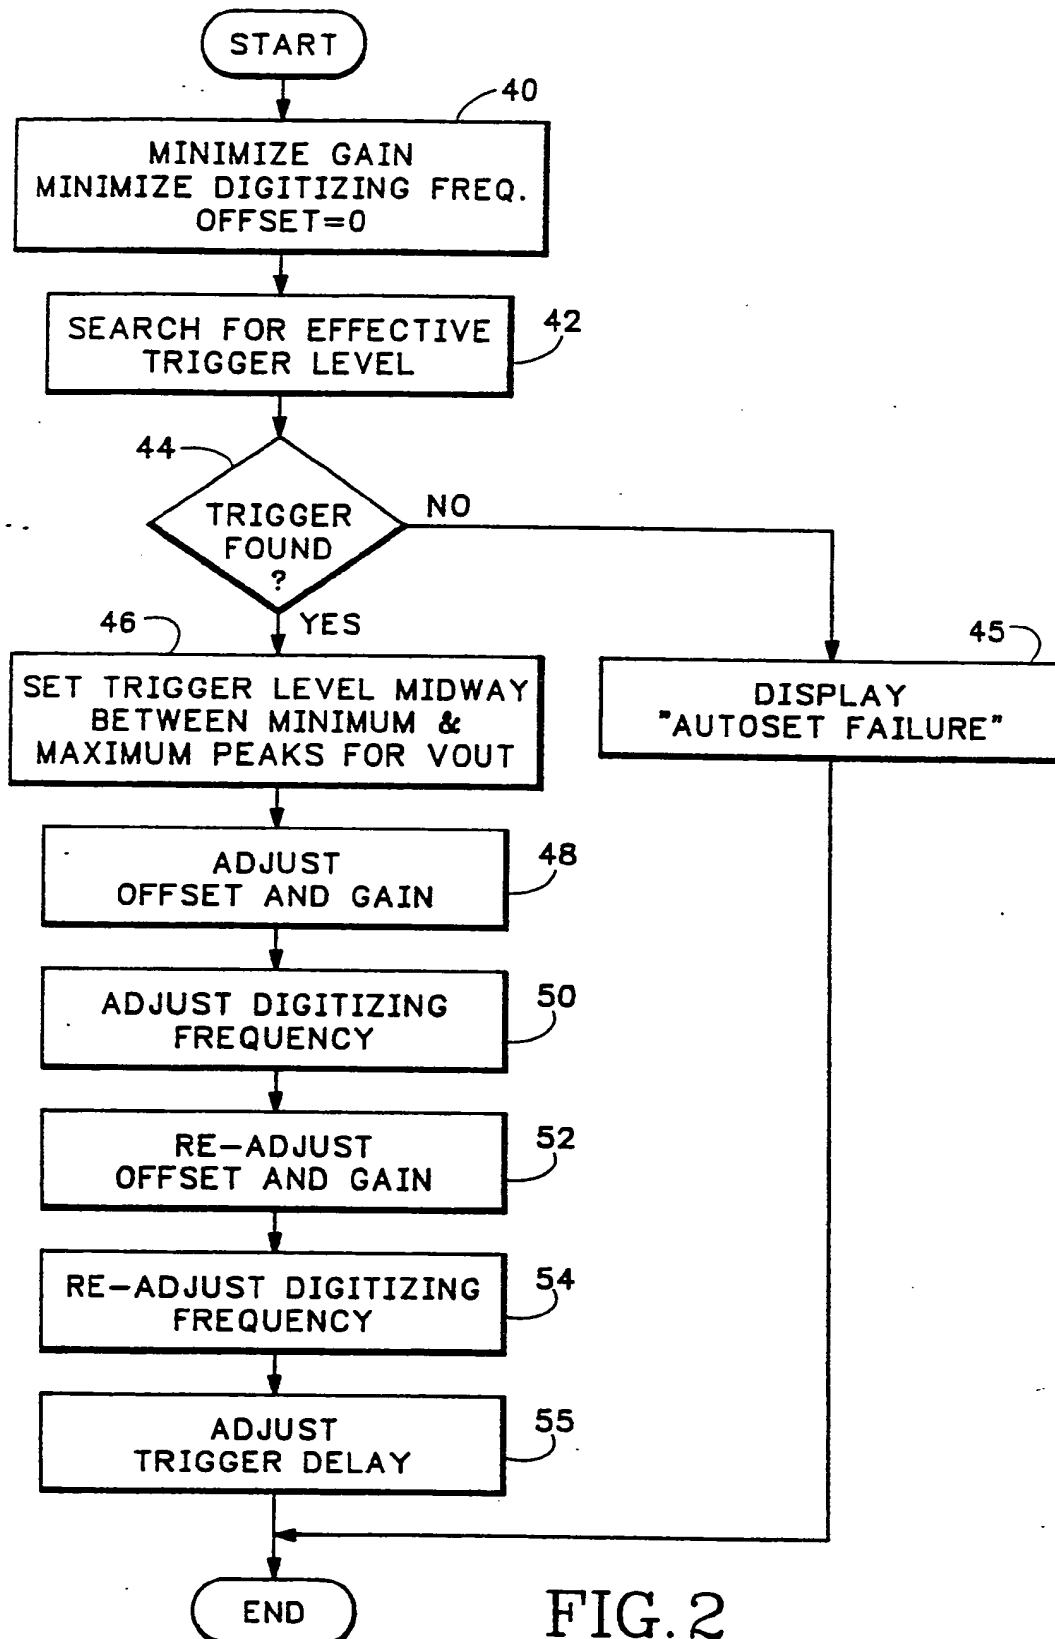 START
40
MINIMIZE GAIN
MINIMIZE DIGITIZING FREQ.
OFFSET=0
SEARCH FOR EFFECTIVE
TRIGGER LEVEL
42
44
TRIGGER
FOUND
?
NO
YES
46
SET TRIGGER LEVEL MIDWAY
BETWEEN MINIMUM &
MAXIMUM PEAKS FOR VOUT
45
DISPLAY
"AUTOSET FAILURE"
ADJUST
OFFSET AND GAIN
48
ADJUST DIGITIZING
FREQUENCY
50
RE-ADJUST
OFFSET AND GAIN
52
RE-ADJUST DIGITIZING
FREQUENCY
54
ADJUST
TRIGGER DELAY
55
END
FIG. 2